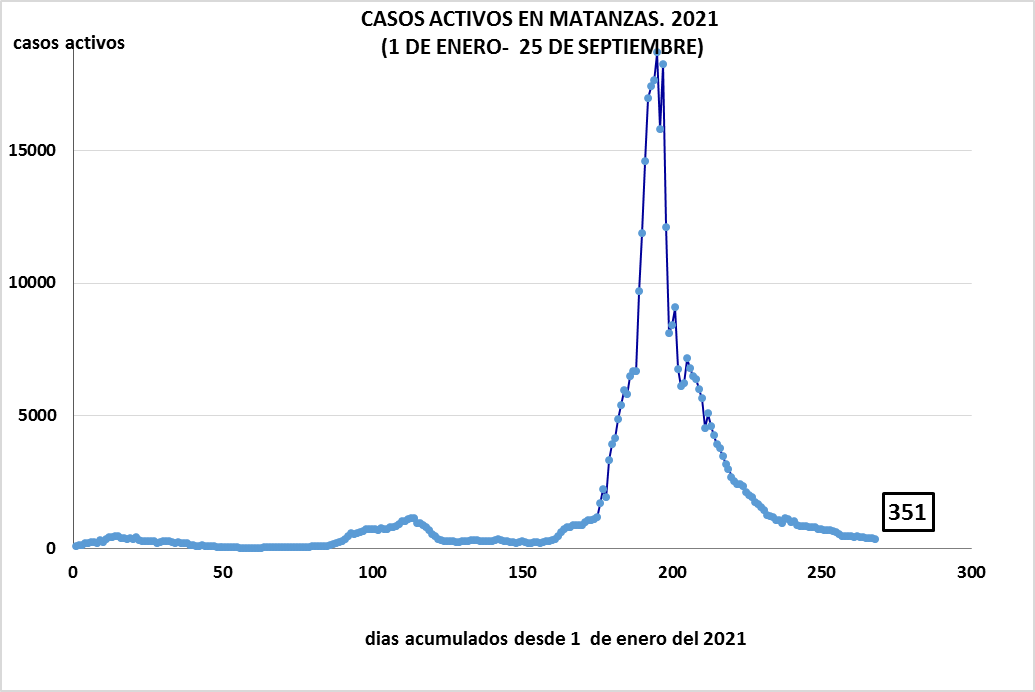 CASOS ACTIVOS EN MATANZAS. 2021
(1 DE ENERO-  25 DE SEPTIEMBRE)
casos activos
15000
10000
5000
0
351
0 50 100 150 200 250 300
dias acumulados desde 1  de enero del 2021